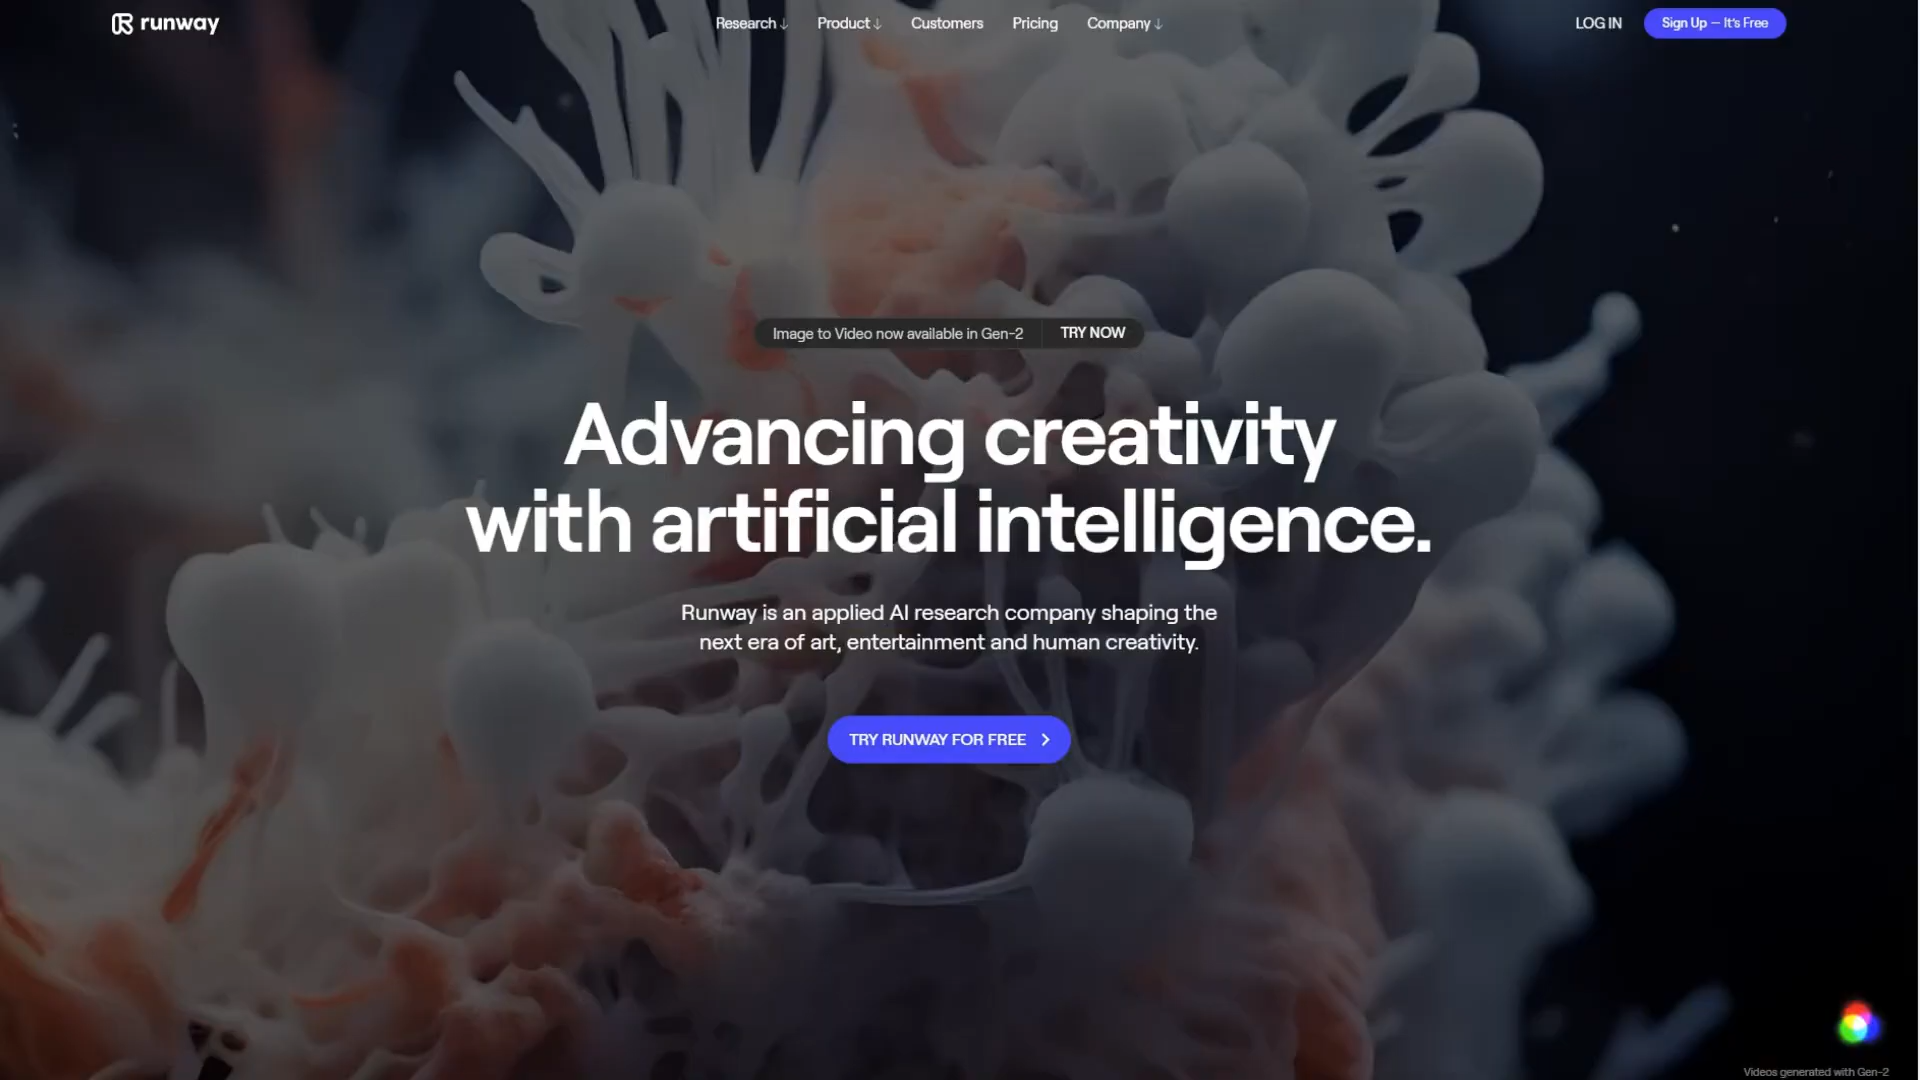 runway
Research↓ Product↓ Customers Pricing Company↓
LOG IN
Sign Up — It's Free
Image to Video now available in Gen-2 TRY NOW
Advancing creativity
with artificial intelligence.
Runway is an applied AI research company shaping the
next era of art, entertainment and human creativity.
TRY RUNWAY FOR FREE
Videos generated with Gen-2